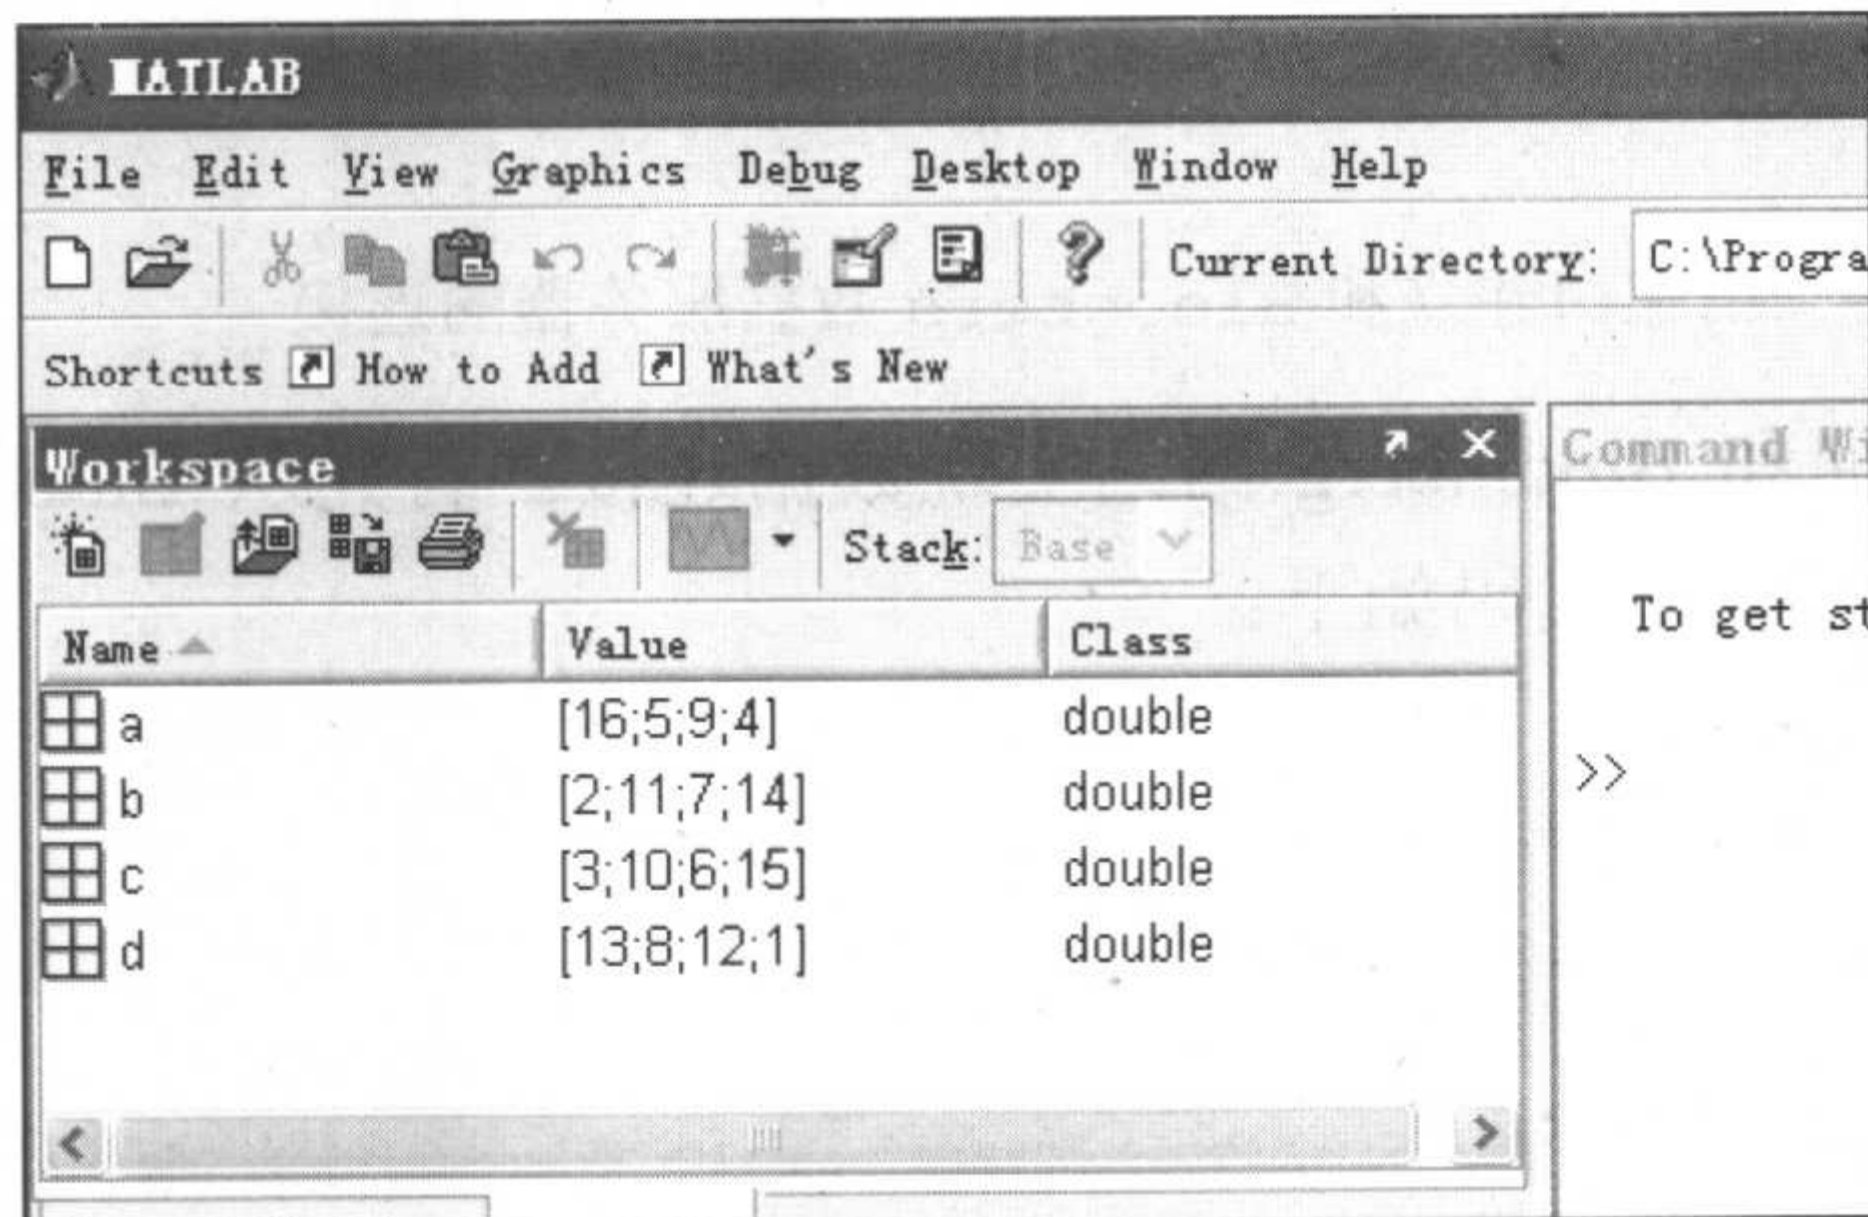 MATLAB
File Edit View Graphics Debug Desktop Window Help
Current Directory: C:\Progra
Shortcuts How to Add What's New
Workspace
Command Wi
Stack: Base
To get st
Name Value Class
a [16;5;9;4] double
>>
b [2;11;7;14] double
c [3;10;6;15] double
d [13;8;12;1] double